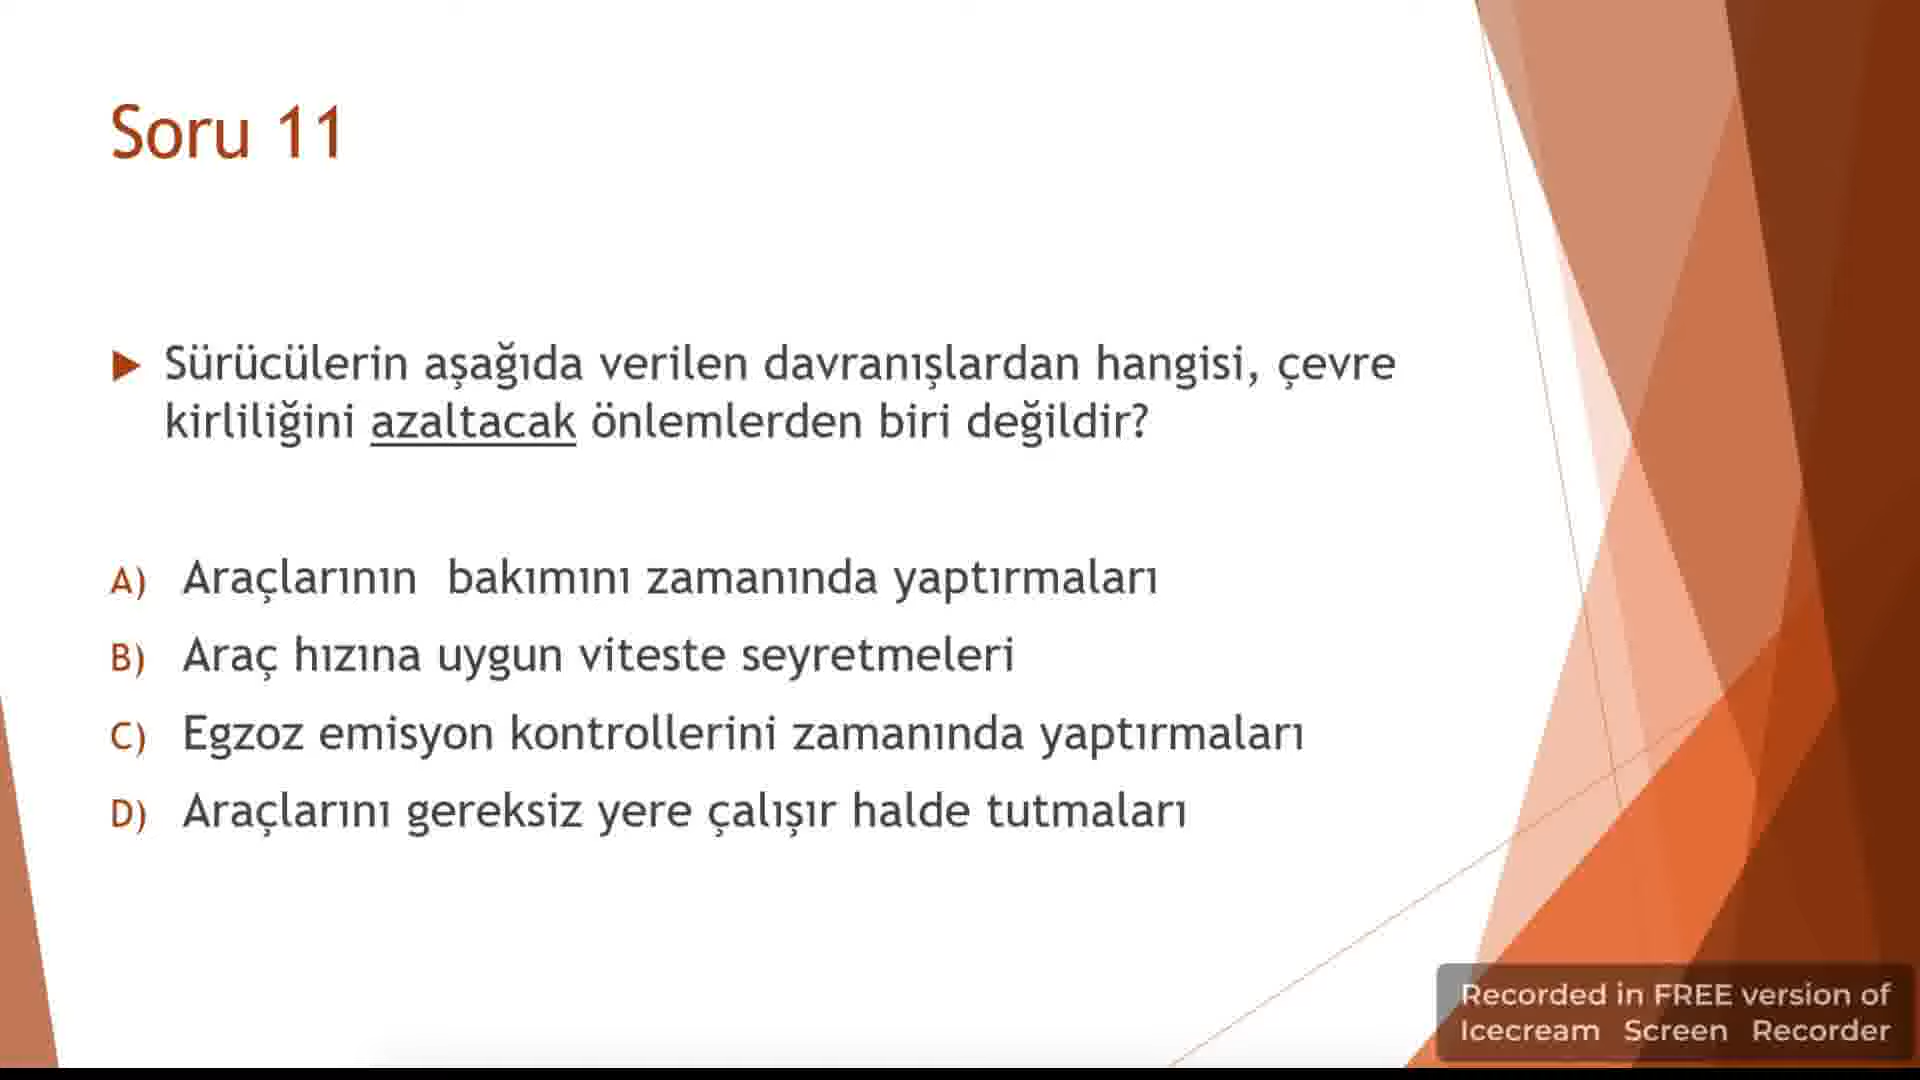 Soru 11
Sürücülerin aşağıda verilen davranışlardan hangisi, çevre
kirliliğini azaltacak önlemlerden biri değildir?
A) Araçlarının bakımını zamanında yaptırmaları
B) Araç hızına uygun viteste seyretmeleri
C) Egzoz emisyon kontrollerini zamanında yaptırmaları
D) Araçlarını gereksiz yere çalışır halde tutmaları
Recorded in FREE version of
Icecream Screen Recorder